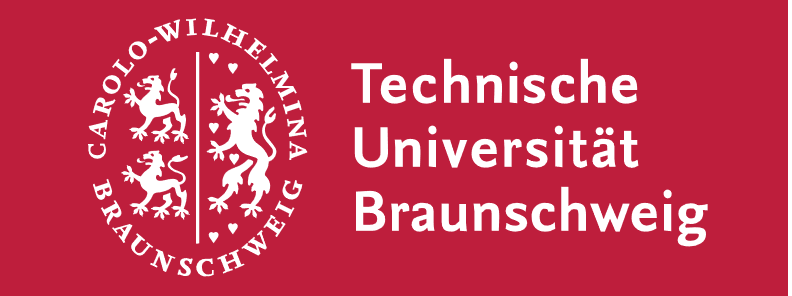 CAROLO-WILHELMINA
BRAUNSCHWEIG
Technische
Universität
Braunschweig